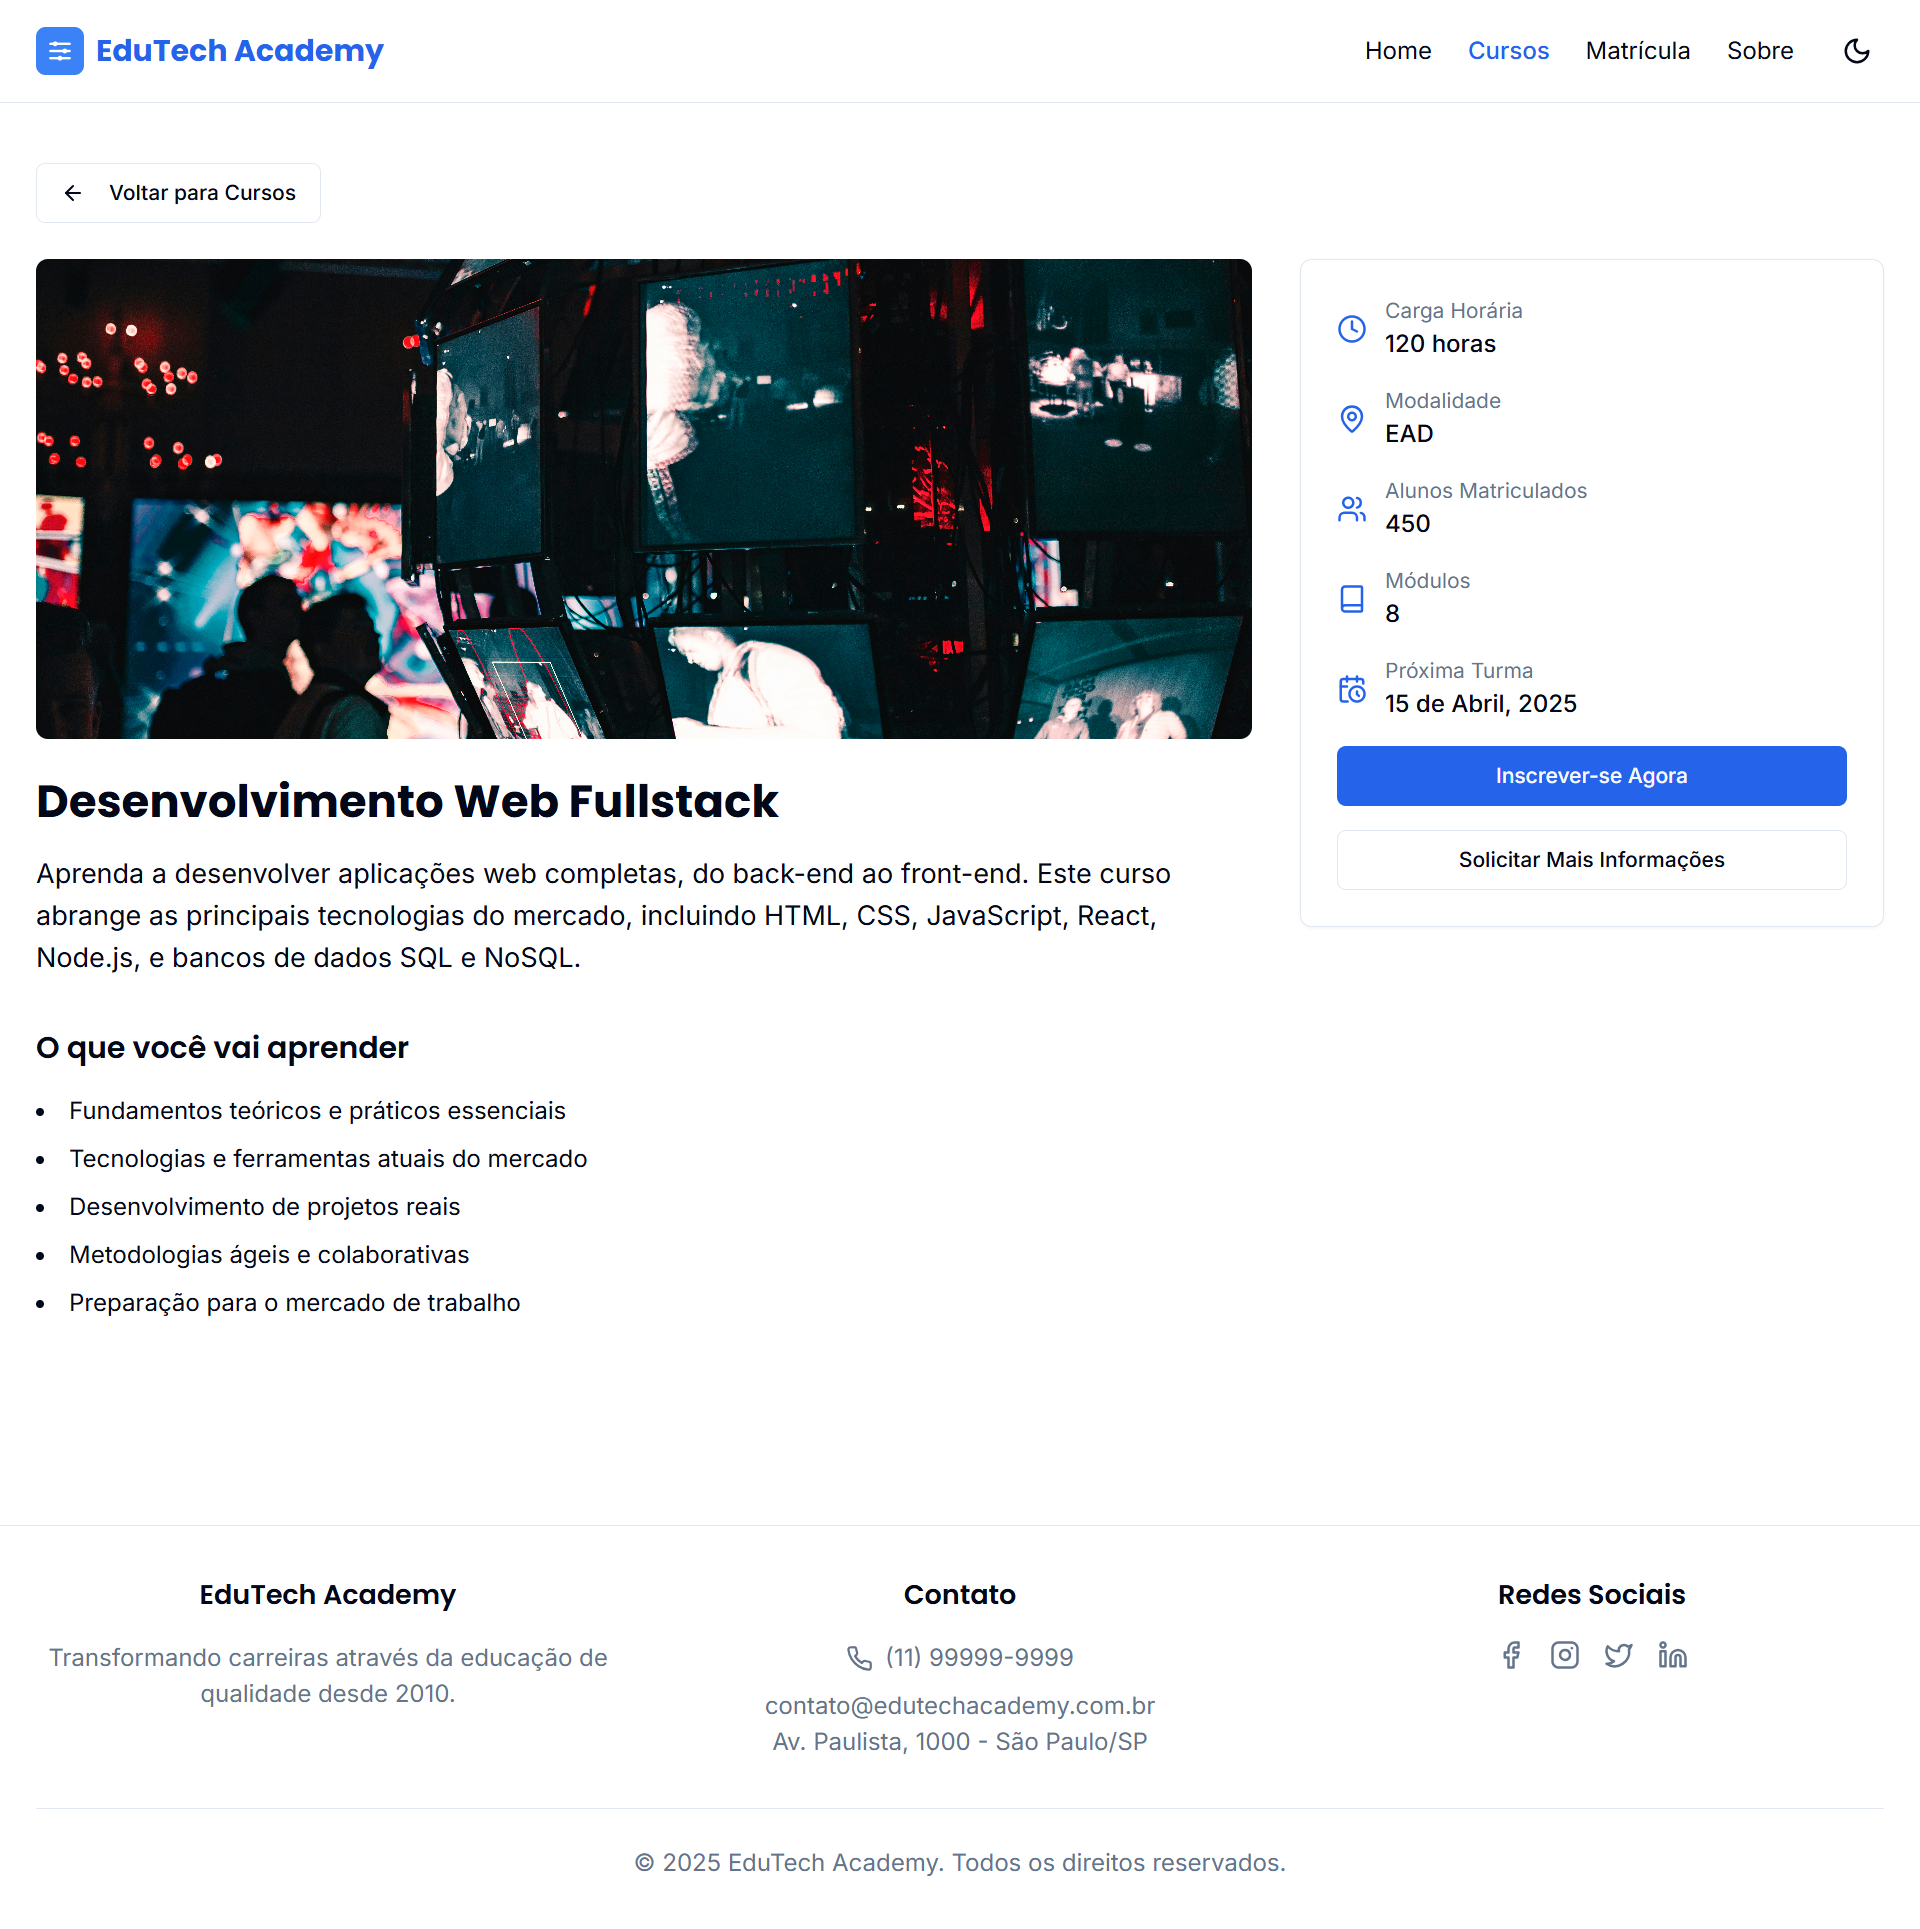 EduTech Academy
Home
Cursos
Matrícula
Sobre
Voltar para Cursos
Carga Horária
120 horas
Modalidade
EAD
Alunos Matriculados
450
Módulos
8
Próxima Turma
15 de Abril, 2025
Inscrever-se Agora
Solicitar Mais Informações
Desenvolvimento Web Fullstack
Aprenda a desenvolver aplicações web completas, do back-end ao front-end. Este curso
abrange as principais tecnologias do mercado, incluindo HTML, CSS, JavaScript, React,
Node.js, e bancos de dados SQL e NoSQL.
O que você vai aprender
• Fundamentos teóricos e práticos essenciais
• Tecnologias e ferramentas atuais do mercado
• Desenvolvimento de projetos reais
• Metodologias ágeis e colaborativas
• Preparação para o mercado de trabalho
EduTech Academy
Transformando carreiras através da educação de
qualidade desde 2010.
Contato
(11) 99999-9999
contato@edutechacademy.com.br
Av. Paulista, 1000 - São Paulo/SP
Redes Sociais
© 2025 EduTech Academy. Todos os direitos reservados.